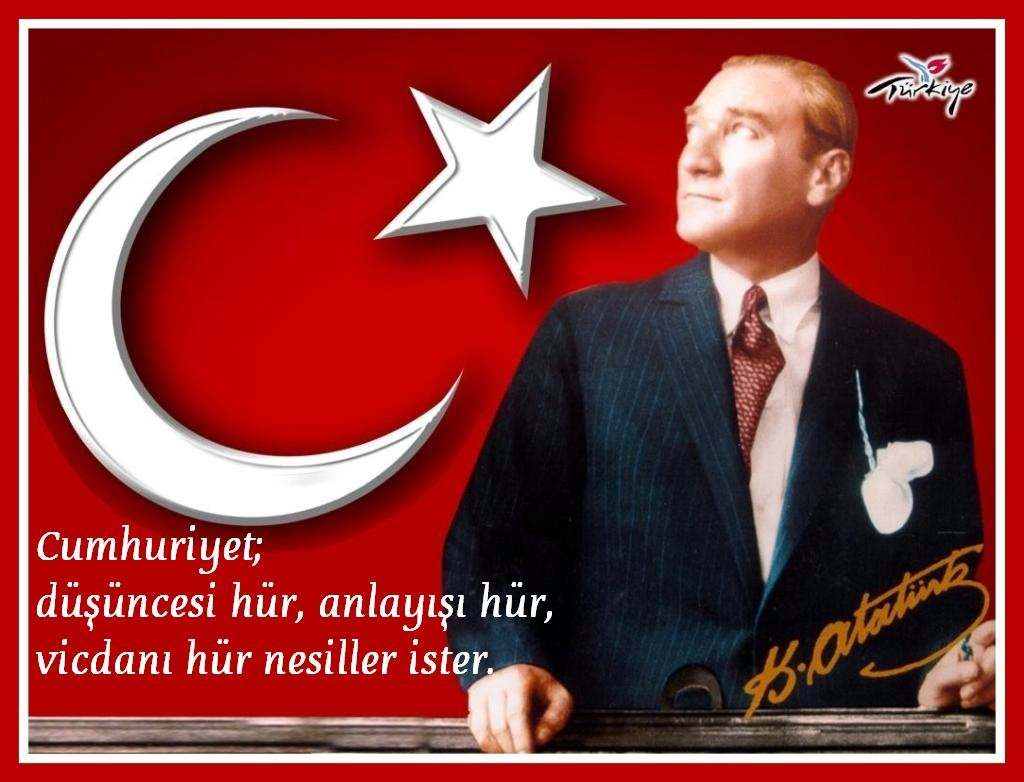 Türkiye
Cumhuriyet;
düşüncesi hür, anlayışı hür,
vicdanı hür nesiller ister.
K. Atatürk